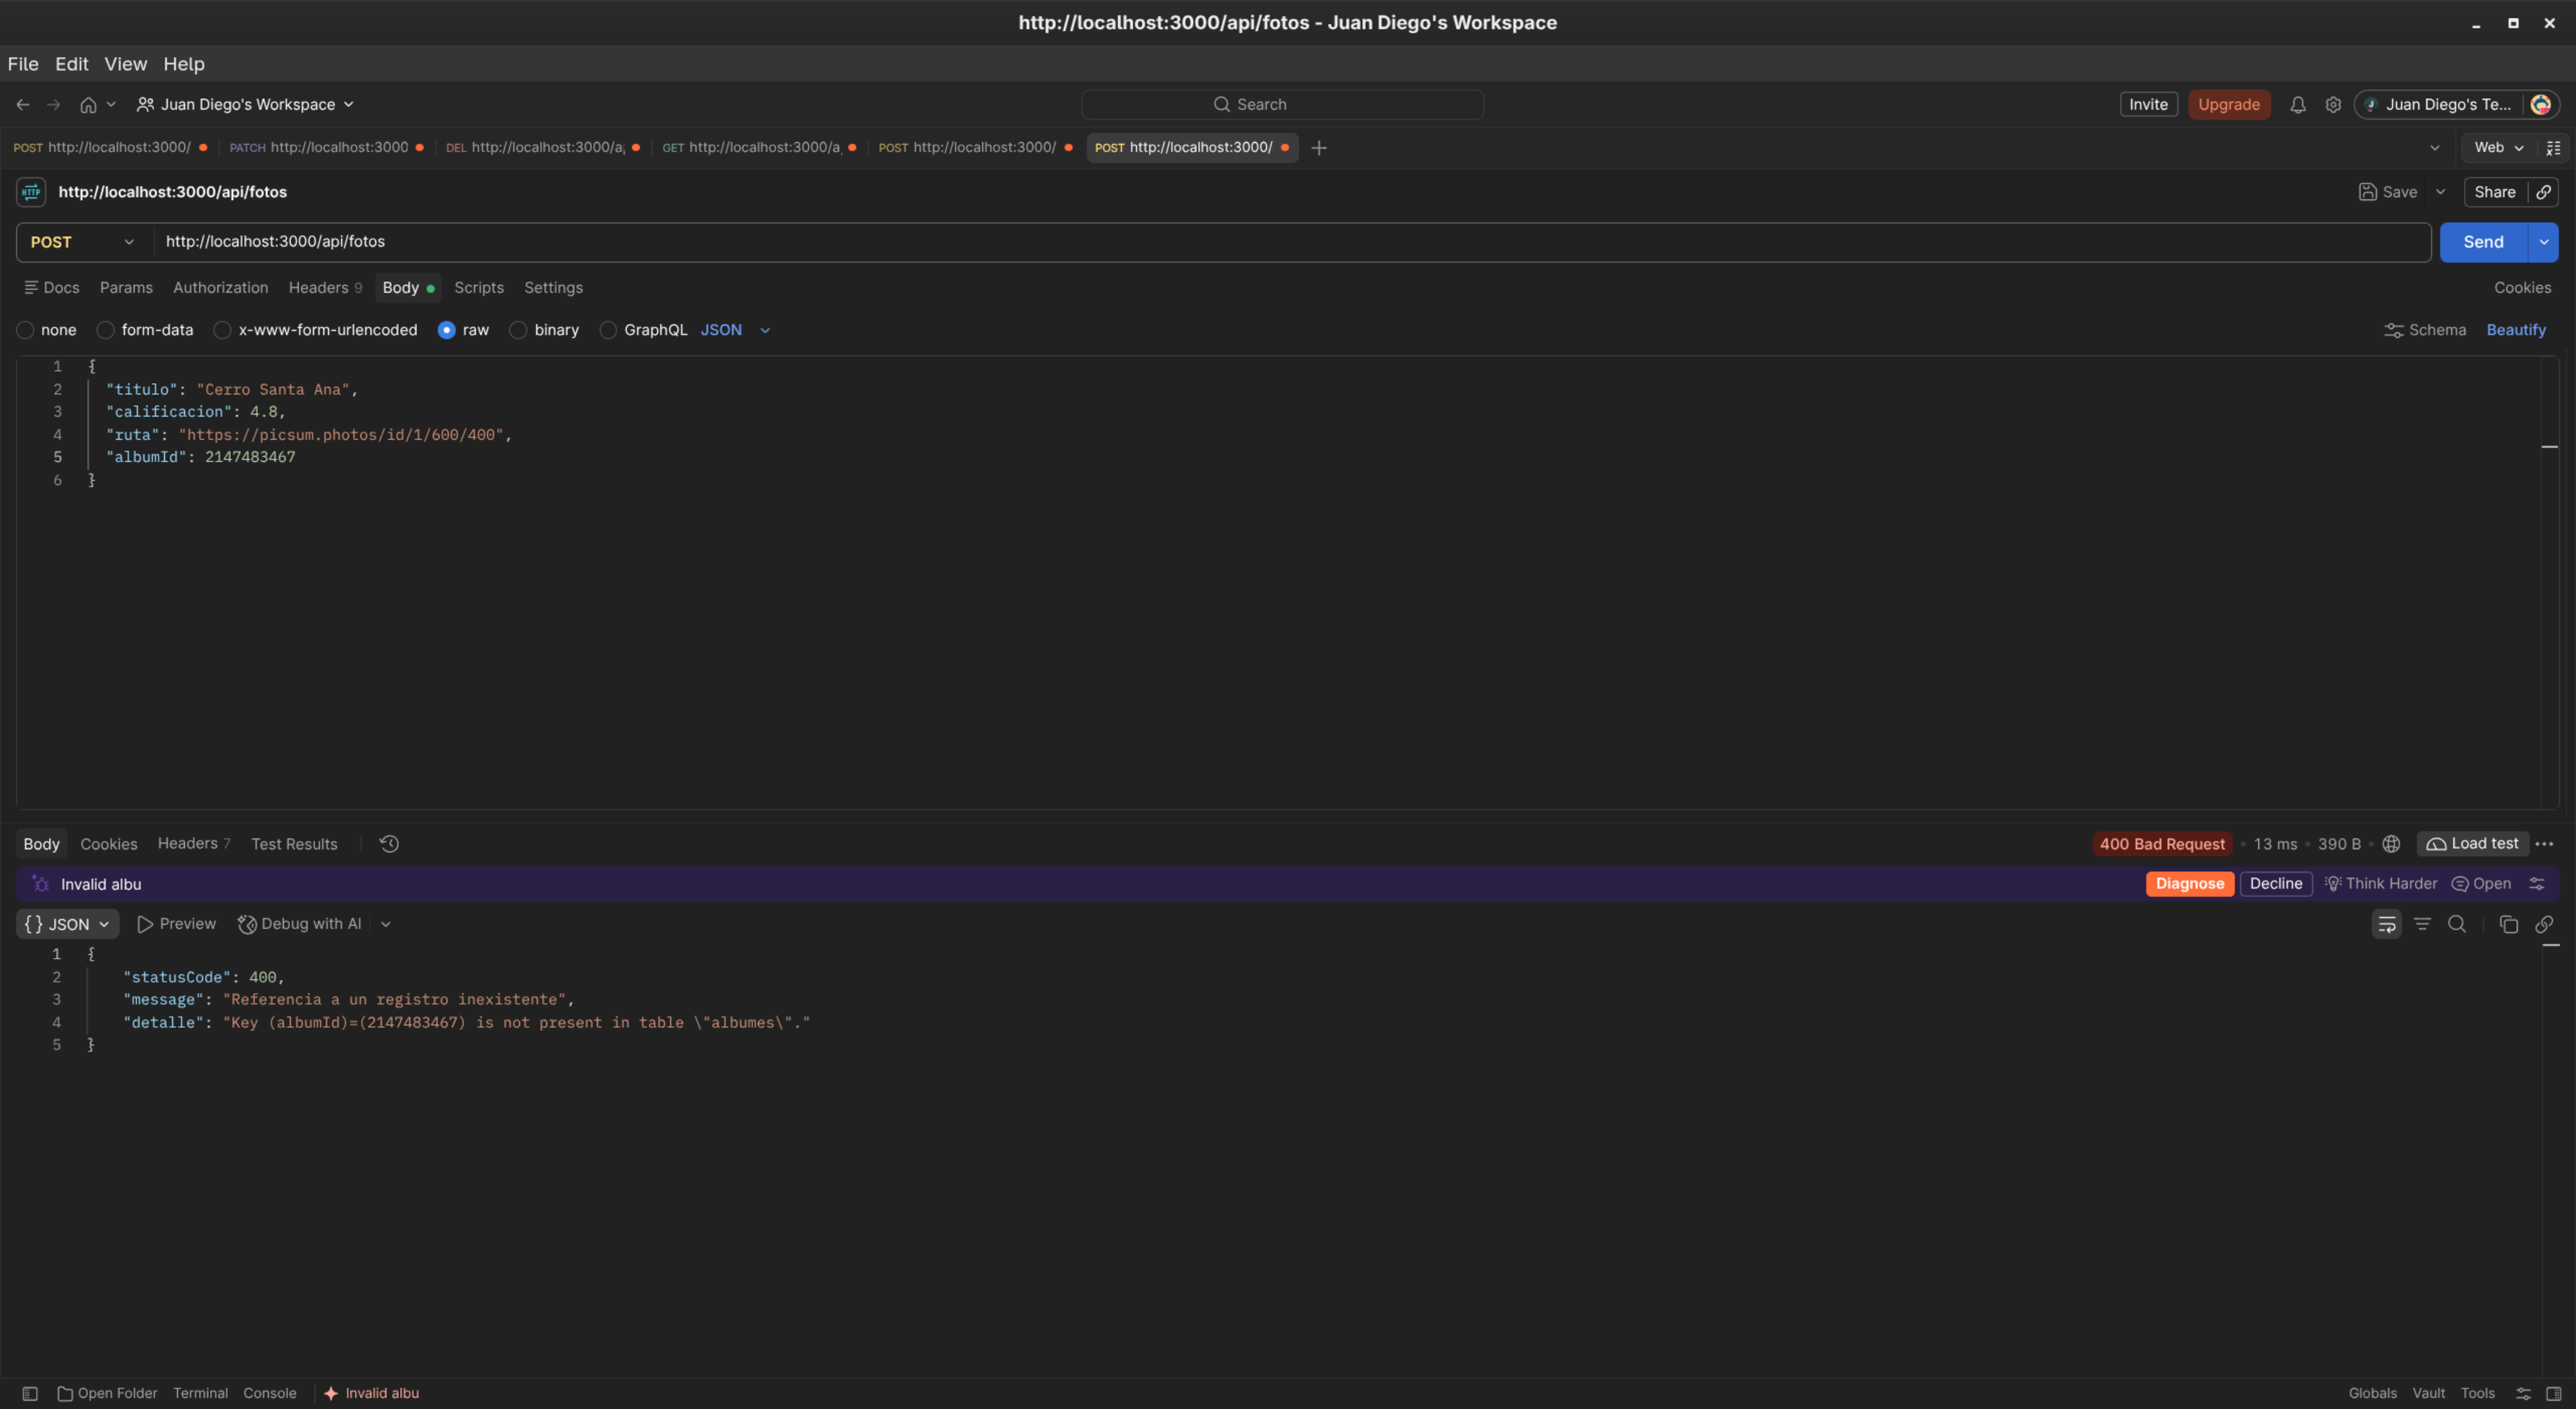 http://localhost:3000/api/fotos - Juan Diego's Workspace
File Edit View Help
Juan Diego's Workspace
Search
Invite Upgrade Juan Diego's Te...
POST http://localhost:3000/ PATCH http://localhost:3000 DEL http://localhost:3000/a GET http://localhost:3000/a POST http://localhost:3000/ POST http://localhost:3000/ Web
HTTP http://localhost:3000/api/fotos Save Share
POST http://localhost:3000/api/fotos Send
Docs Params Authorization Headers 9 Body Scripts Settings Cookies
none form-data x-www-form-urlencoded raw binary GraphQL JSON Schema Beautify
1 {
2 "titulo": "Cerro Santa Ana",
3 "calificacion": 4.8,
4 "ruta": "https://picsum.photos/id/1/600/400",
5 "albumId": 2147483467
6 }
Body Cookies Headers 7 Test Results 400 Bad Request • 13 ms • 390 B • Load test
Invalid albu Diagnose Decline Think Harder Open
{} JSON Preview Debug with AI
1 {
2 "statusCode": 400,
3 "message": "Referencia a un registro inexistente",
4 "detalle": "Key (albumId)=(2147483467) is not present in table \"albumes\"."
5 }
Open Folder Terminal Console Invalid albu Globals Vault Tools